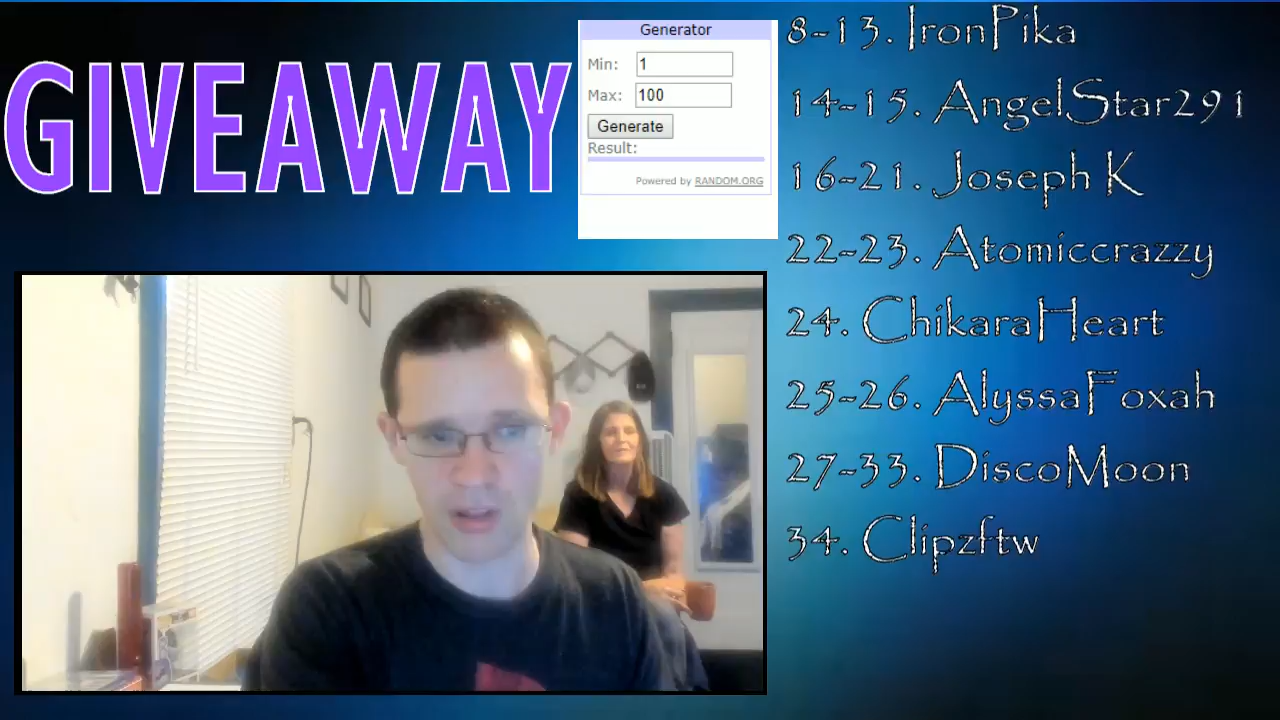 GIVEAWAY
Generator
Min: 1
Max: 100
Generate
Result:
Powered by RANDOM.ORG
8-13. IronPika
14-15. AngelStar291
16-21. Joseph K
22-23. Atomiccrazzy
24. ChikaraHeart
25-26. AlyssaFoxah
27-33. DiscoMoon
34. Clipzftw